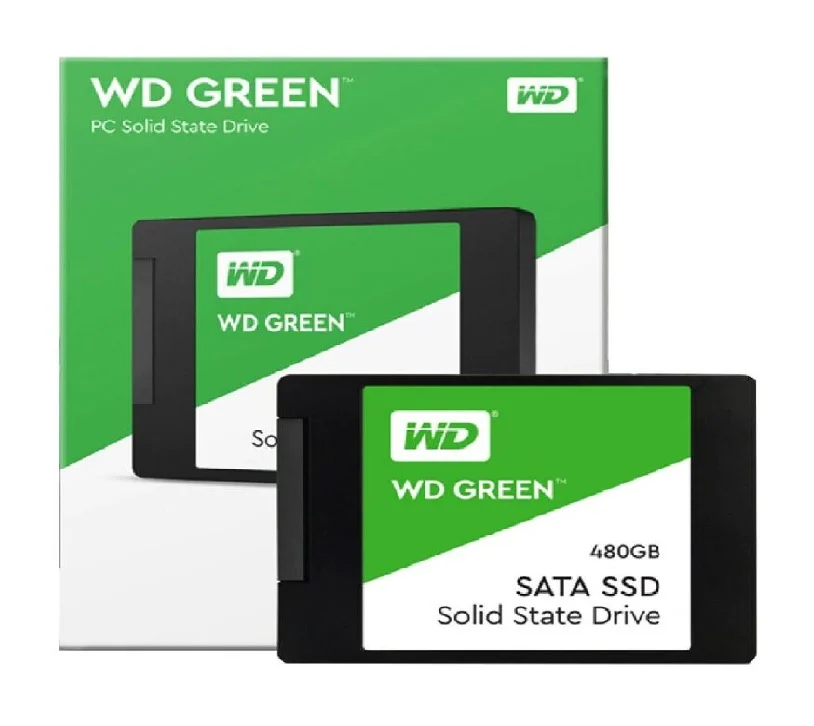 WD GREEN™
WD®
PC Solid State Drive
WD®
WD GREEN™
So
WD®
WD GREEN™
480GB
SATA SSD
Solid State Drive